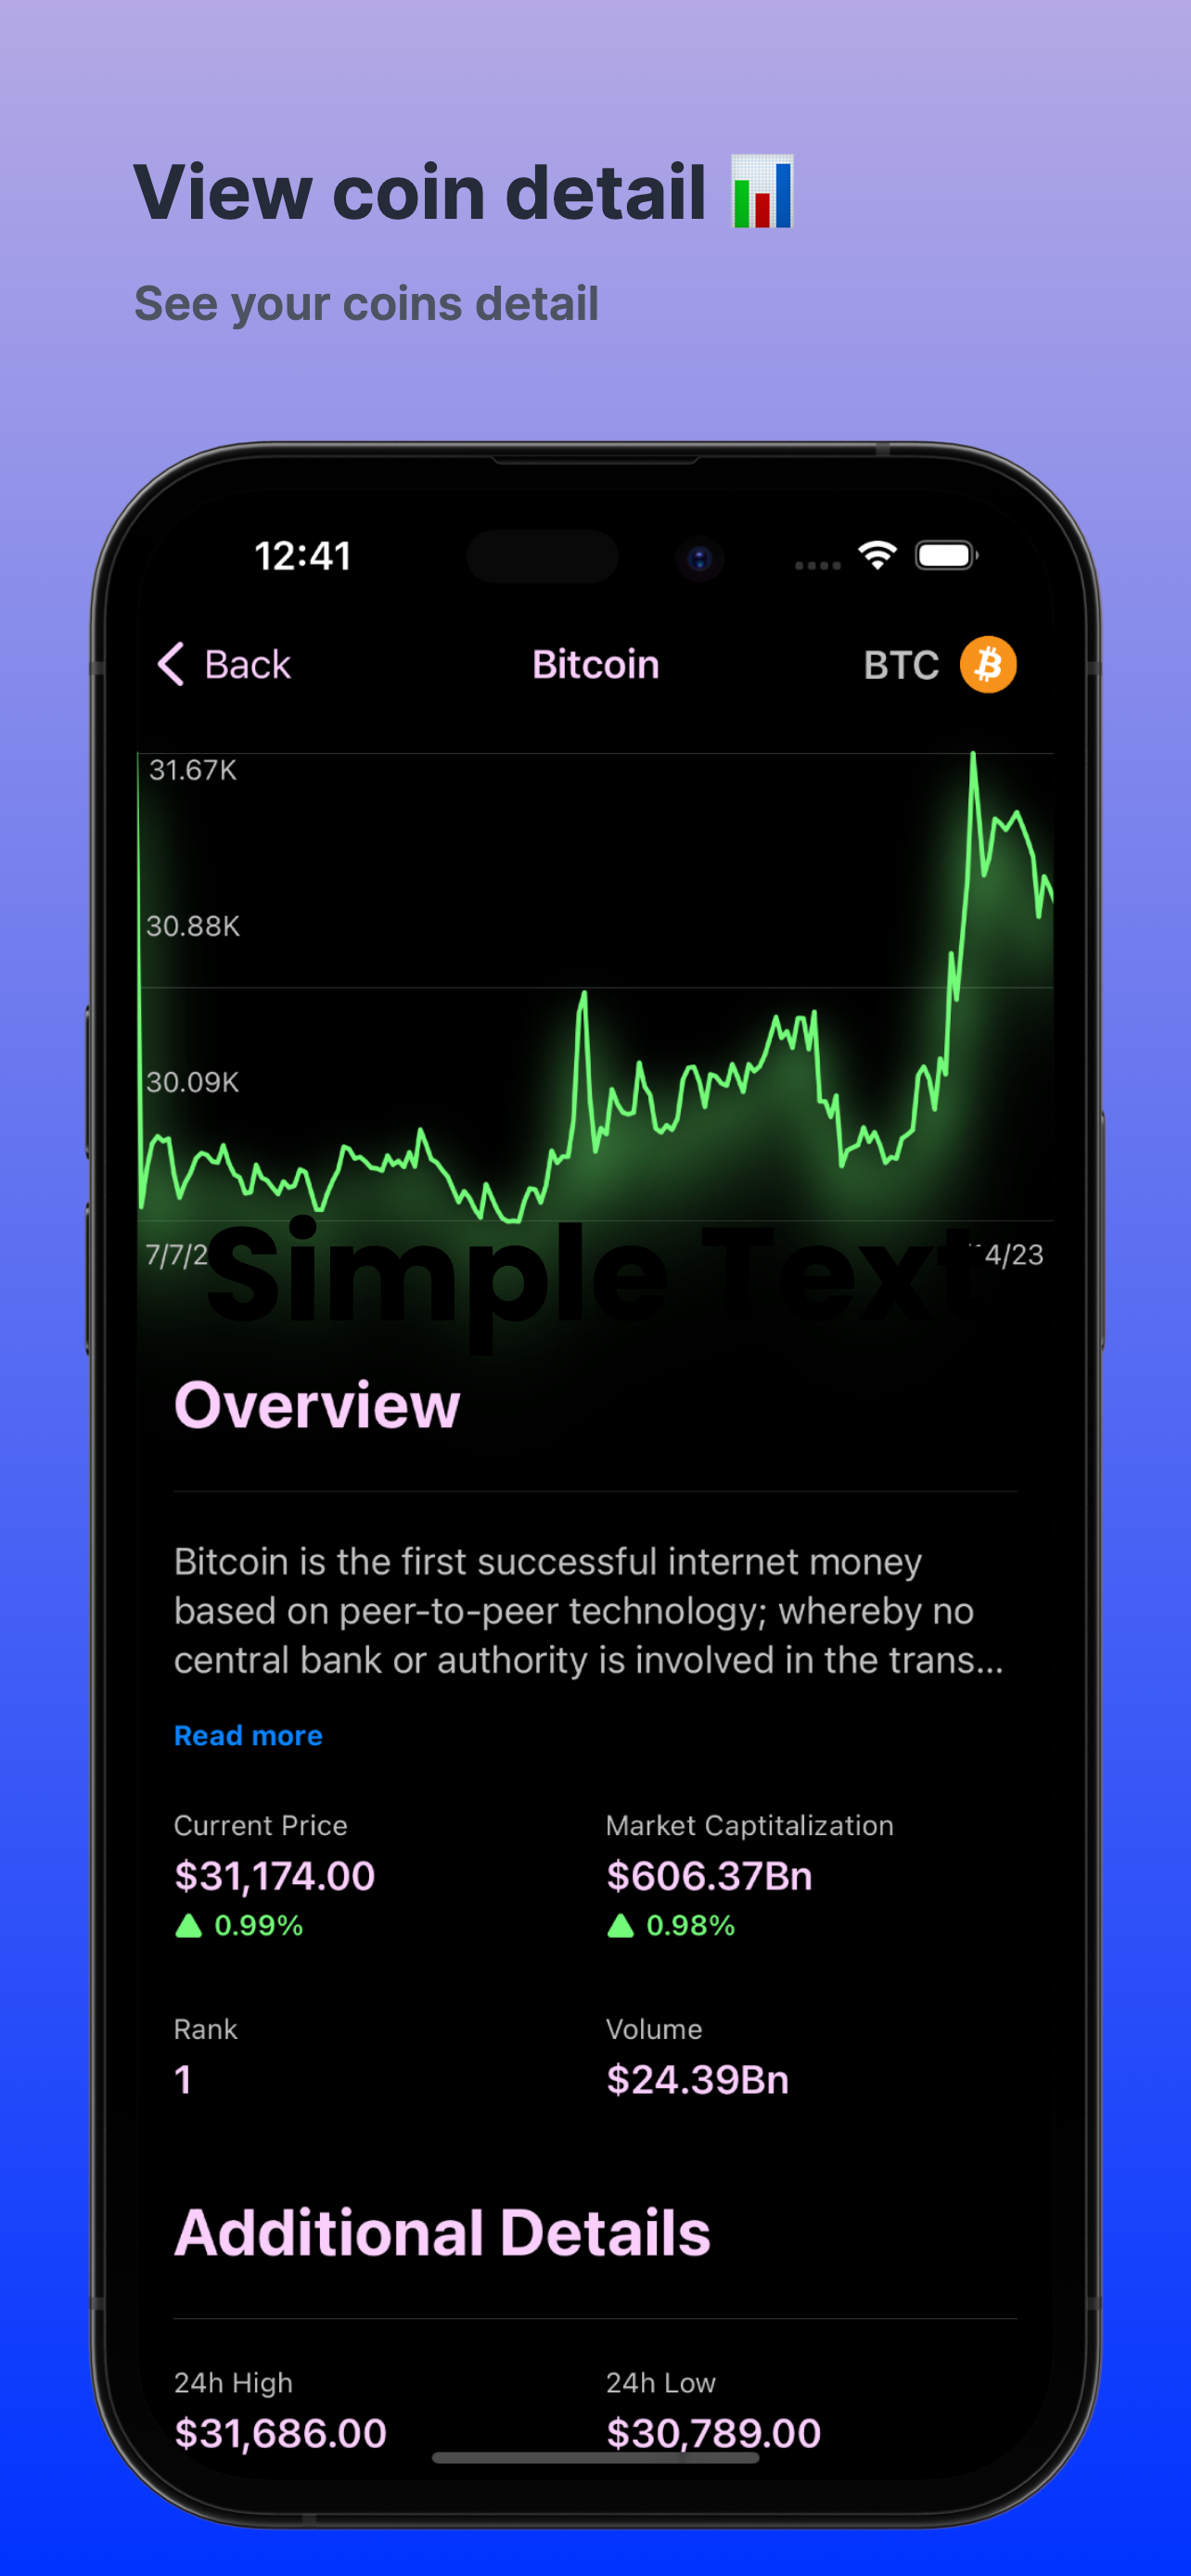 View coin detail 📊
See your coins detail
12:41
Back
Bitcoin
BTC
31.67K
30.88K
30.09K
7/7/2
4/23
Simple Text
Overview
Bitcoin is the first successful internet money
based on peer-to-peer technology; whereby no
central bank or authority is involved in the trans...
Read more
Current Price
Market Captitalization
$31,174.00
$606.37Bn
0.99%
0.98%
Rank
Volume
1
$24.39Bn
Additional Details
24h High
24h Low
$31,686.00
$30,789.00